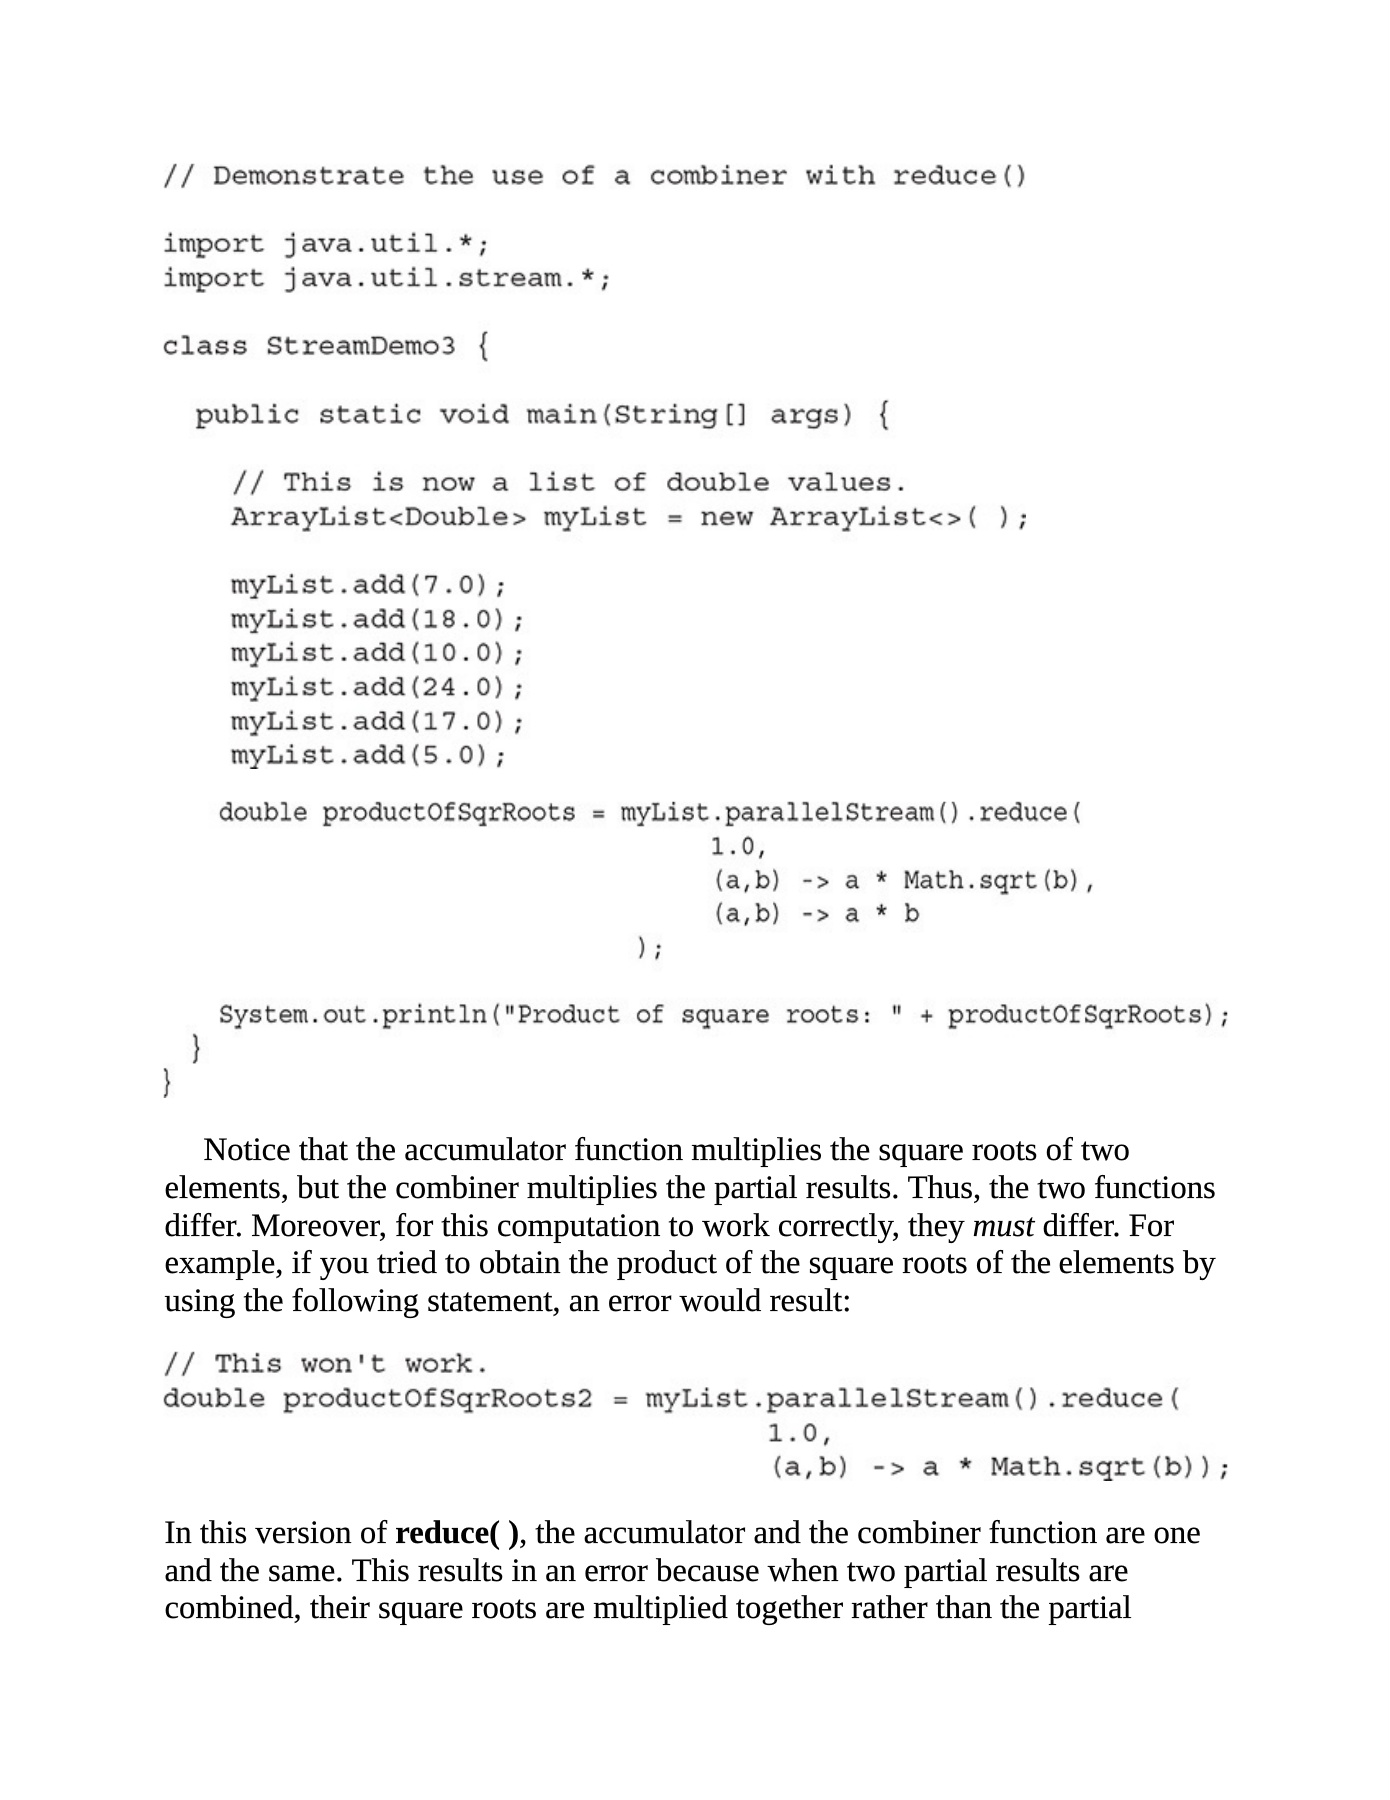 // Demonstrate the use of a combiner with reduce()
import java.util.*;
import java.util.stream.*;
class StreamDemo3 {
public static void main(String[] args) {
// This is now a list of double values.
ArrayList<Double> myList = new ArrayList<>( );
myList.add(7.0);
myList.add(18.0);
myList.add(10.0);
myList.add(24.0);
myList.add(17.0);
myList.add(5.0);
double productOfSqrRoots = myList.parallelStream().reduce(
1.0,
(a,b) -> a * Math.sqrt(b),
(a,b) -> a * b
);
System.out.println("Product of square roots: " + productOfSqrRoots);
}
}
Notice that the accumulator function multiplies the square roots of two
elements, but the combiner multiplies the partial results. Thus, the two functions
differ. Moreover, for this computation to work correctly, they must differ. For
example, if you tried to obtain the product of the square roots of the elements by
using the following statement, an error would result:
// This won't work.
double productOfSqrRoots2 = myList.parallelStream().reduce(
1.0,
(a,b) -> a * Math.sqrt(b));
In this version of reduce( ), the accumulator and the combiner function are one
and the same. This results in an error because when two partial results are
combined, their square roots are multiplied together rather than the partial